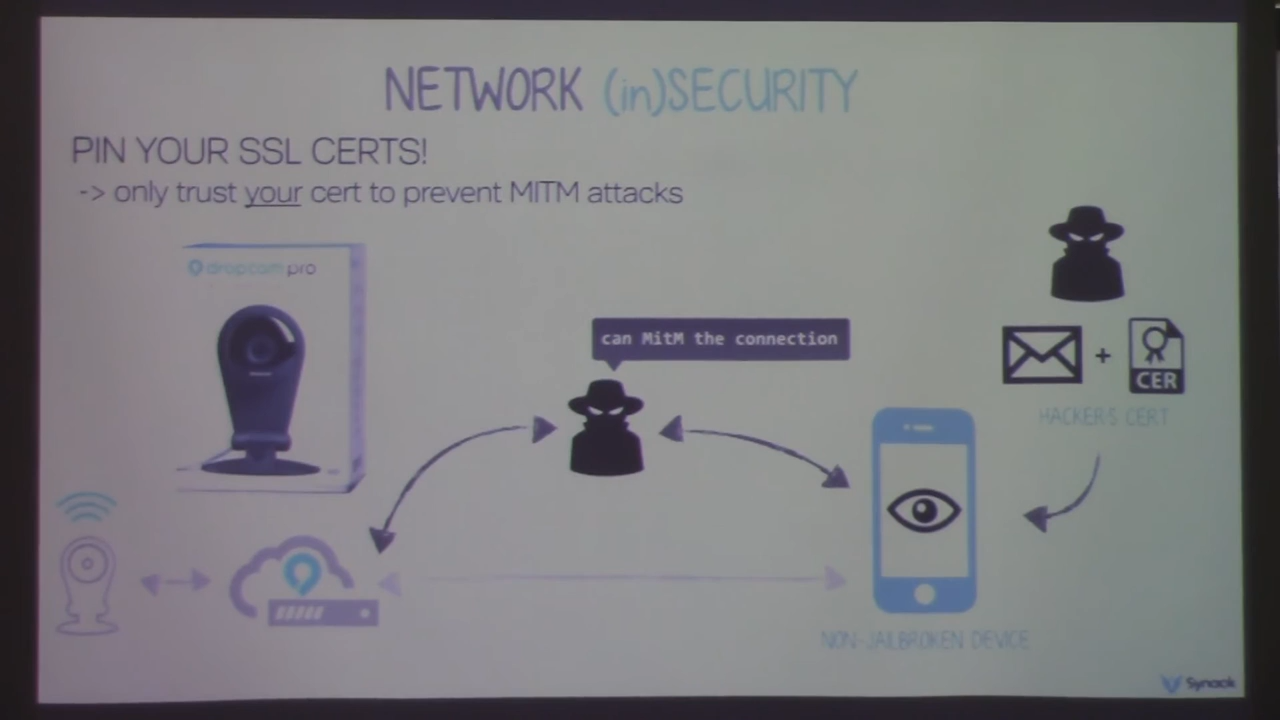 NETWORK (in)SECURITY
PIN YOUR SSL CERTS!
-> only trust your cert to prevent MITM attacks
dropcam pro
can MitM the connection
+
CER
HACKERS CERT
NON-JAILBROKEN DEVICE
Synack